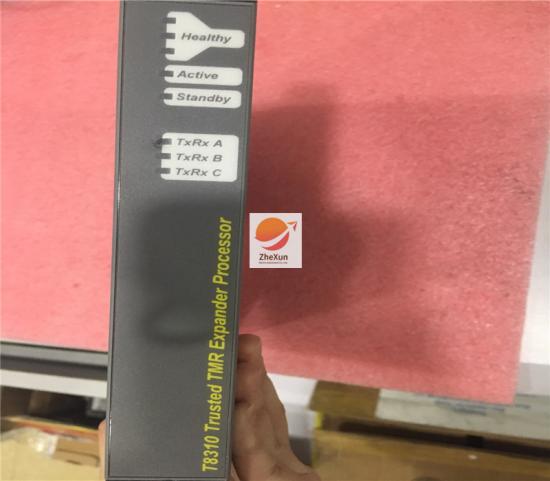 Healthy
Active
Standby
TxRx A
TxRx B
TxRx C
ZheXun
T8310 Trusted TMR Expander Processor